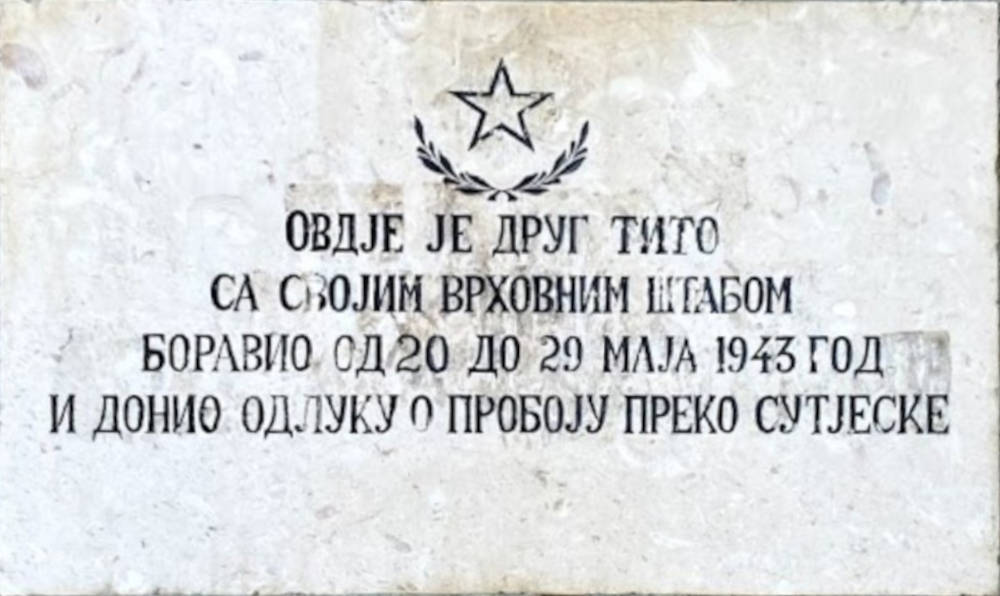 ОВДЈЕ ЈЕ ДРУГ ТИТО
СА СВОЈИМ ВРХОВНИМ ШТАБОМ
БОРАВИО ОД 20 ДО 29 МАЈА 1943 ГОД
И ДОНИО ОДЛУКУ О ПРОБОЈУ ПРЕКО СУТЈЕСКЕ